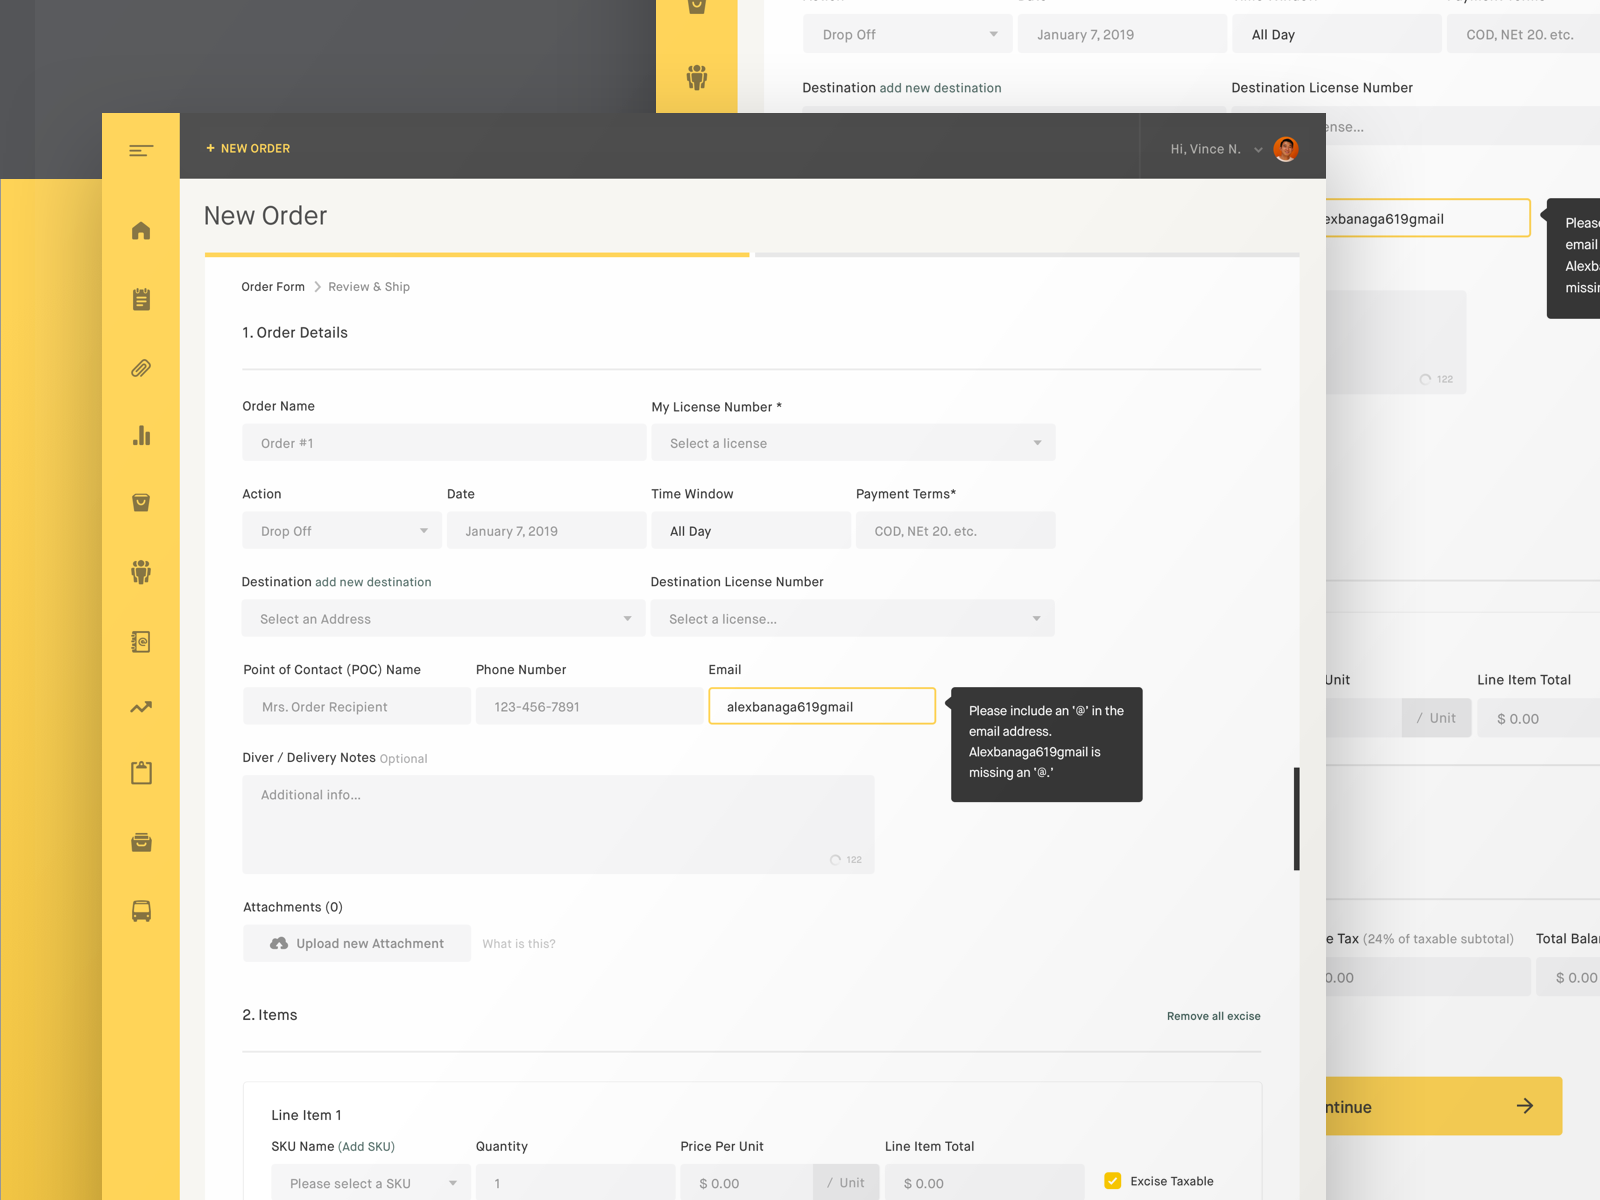 Drop Off
January 7, 2019
All Day
COD, NEt 20. etc.
Destination add new destination
Destination License Number
+ NEW ORDER
Hi, Vince N.
New Order
Order Form
Review & Ship
1. Order Details
Order Name
My License Number *
Order #1
Select a license
Action
Date
Time Window
Payment Terms*
Drop Off
January 7, 2019
All Day
COD, NEt 20. etc.
Destination add new destination
Destination License Number
Select an Address
Select a license...
Point of Contact (POC) Name
Phone Number
Email
Mrs. Order Recipient
123-456-7891
alexbanaga619gmail
Please include an '@' in the
email address.
Alexbanaga619gmail is
missing an '@.'
Diver / Delivery Notes Optional
Additional info...
122
Attachments (0)
Upload new Attachment
What is this?
2. Items
Remove all excise
Line Item 1
SKU Name (Add SKU)
Quantity
Price Per Unit
Line Item Total
Please select a SKU
1
$ 0.00
/ Unit
$ 0.00
Excise Taxable
ense...
exbanaga619gmail
Please
email
Alexba
missin
122
Unit
Line Item Total
/ Unit
$ 0.00
e Tax (24% of taxable subtotal)
Total Balan
0.00
$ 0.00
ntinue